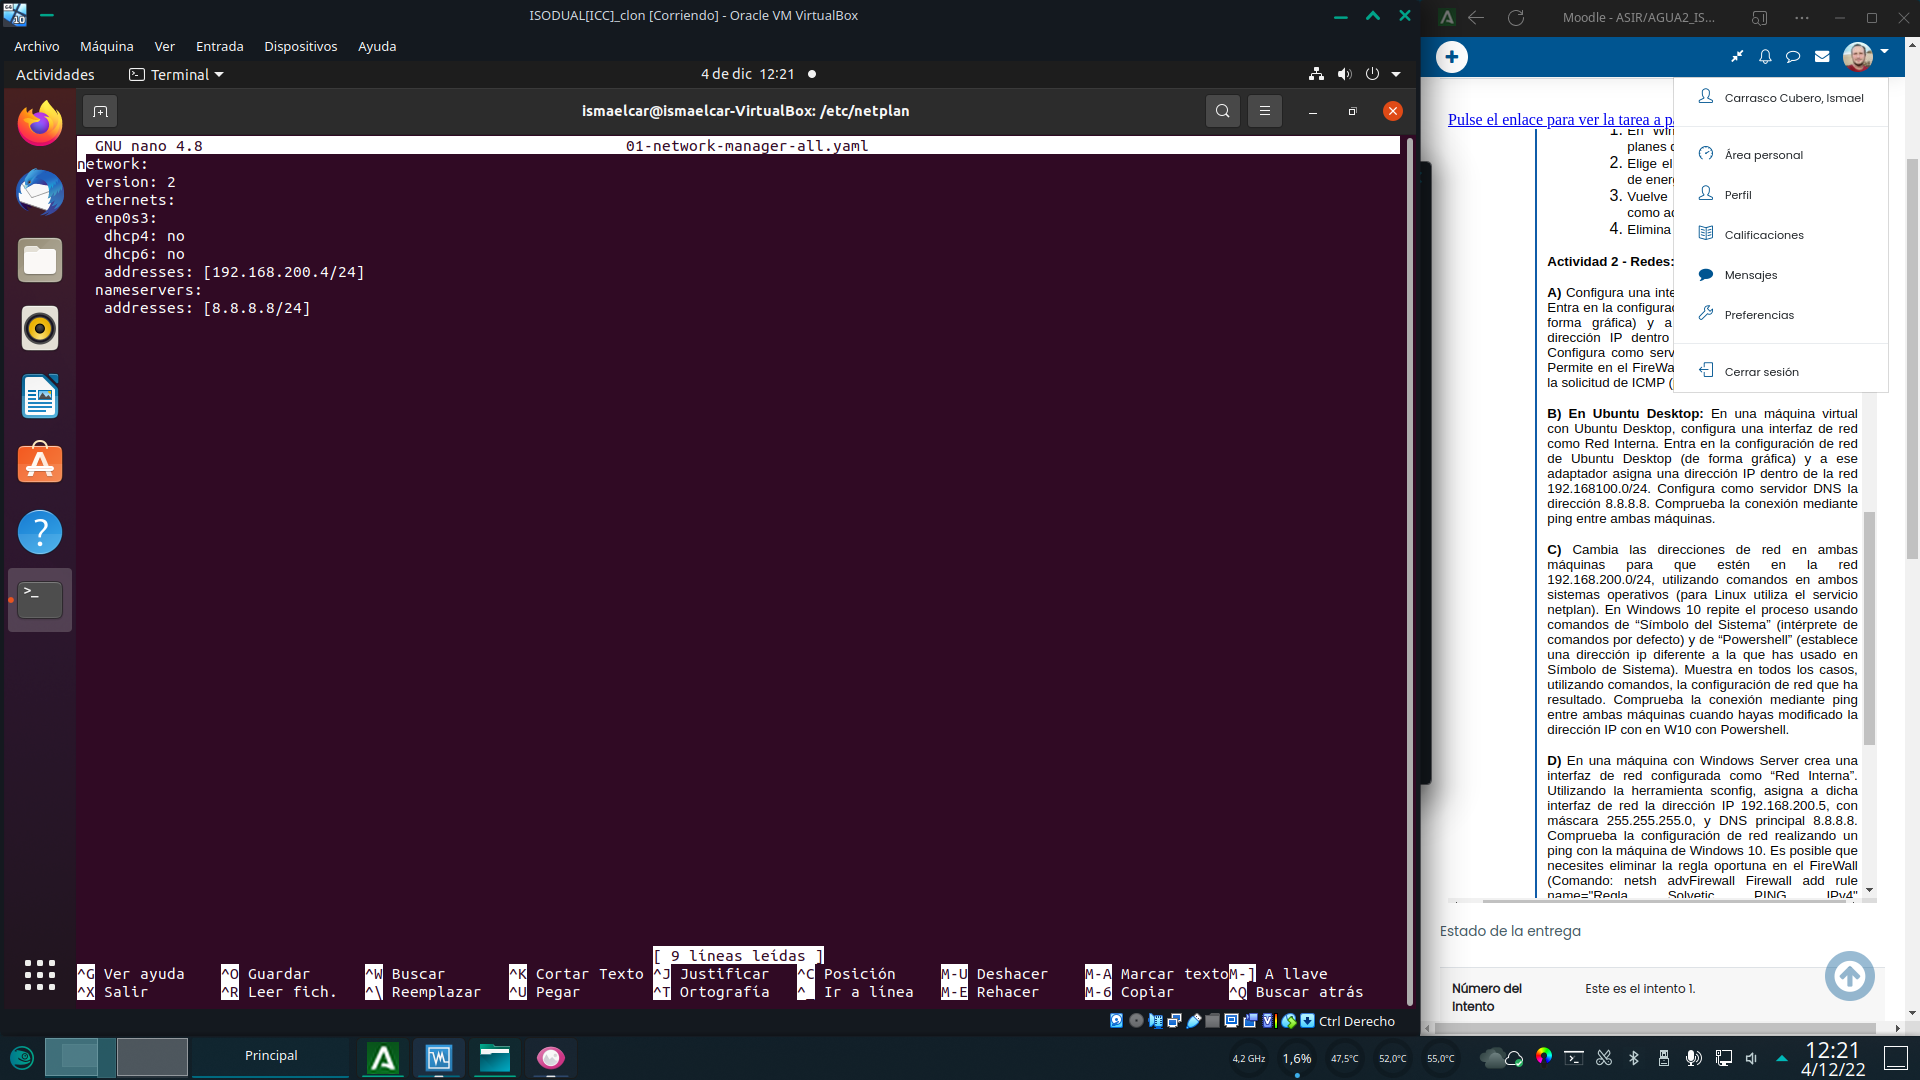 ISODUAL[ICC]_clon [Corriendo] - Oracle VM VirtualBox
Archivo Máquina Ver Entrada Dispositivos Ayuda
Actividades Terminal 4 de dic 12:21
ismaelcar@ismaelcar-VirtualBox: /etc/netplan
GNU nano 4.8 01-network-manager-all.yaml
network:
version: 2
ethernets:
enp0s3:
dhcp4: no
dhcp6: no
addresses: [192.168.200.4/24]
nameservers:
addresses: [8.8.8.8/24]
[ 9 líneas leídas ]
^G Ver ayuda ^O Guardar ^W Buscar ^K Cortar Texto ^J Justificar ^C Posición M-U Deshacer M-A Marcar texto M-] A llave
^X Salir ^R Leer fich. ^\ Reemplazar ^U Pegar ^T Ortografía ^_ Ir a línea M-E Rehacer M-6 Copiar ^Q Buscar atrás
Ctrl Derecho
Moodle - ASIR/AGUA2_IS...
Carrasco Cubero, Ismael
Área personal
Perfil
Calificaciones
Mensajes
Preferencias
Cerrar sesión
Pulse el enlace para ver la tarea a pa
1. En Win
planes d
2. Elige el
de ener
3. Vuelve
como ac
4. Elimina
Actividad 2 - Redes:
A) Configura una inte
Entra en la configurac
forma gráfica) y a
dirección IP dentro
Configura como serv
Permite en el FireWa
la solicitud de ICMP (
B) En Ubuntu Desktop: En una máquina virtual
con Ubuntu Desktop, configura una interfaz de red
como Red Interna. Entra en la configuración de red
de Ubuntu Desktop (de forma gráfica) y a ese
adaptador asigna una dirección IP dentro de la red
192.168100.0/24. Configura como servidor DNS la
dirección 8.8.8.8. Comprueba la conexión mediante
ping entre ambas máquinas.
C) Cambia las direcciones de red en ambas
máquinas para que estén en la red
192.168.200.0/24, utilizando comandos en ambos
sistemas operativos (para Linux utiliza el servicio
netplan). En Windows 10 repite el proceso usando
comandos de “Símbolo del Sistema” (intérprete de
comandos por defecto) y de “Powershell” (establece
una dirección ip diferente a la que has usado en
Símbolo de Sistema). Muestra en todos los casos,
utilizando comandos, la configuración de red que ha
resultado. Comprueba la conexión mediante ping
entre ambas máquinas cuando hayas modificado la
dirección IP con en W10 con Powershell.
D) En una máquina con Windows Server crea una
interfaz de red configurada como “Red Interna”.
Utilizando la herramienta sconfig, asigna a dicha
interfaz de red la dirección IP 192.168.200.5, con
máscara 255.255.255.0, y DNS principal 8.8.8.8.
Comprueba la configuración de red realizando un
ping con la máquina de Windows 10. Es posible que
necesites eliminar la regla oportuna en el FireWall
(Comando: netsh advFirewall Firewall add rule
name="Regla Solvetic PING IPv4"
Estado de la entrega
Número del Intento
Este es el intento 1.
Principal
4,2 GHz 1,6% 47,5°C 52,0°C 55,0°C
12:21
4/12/22